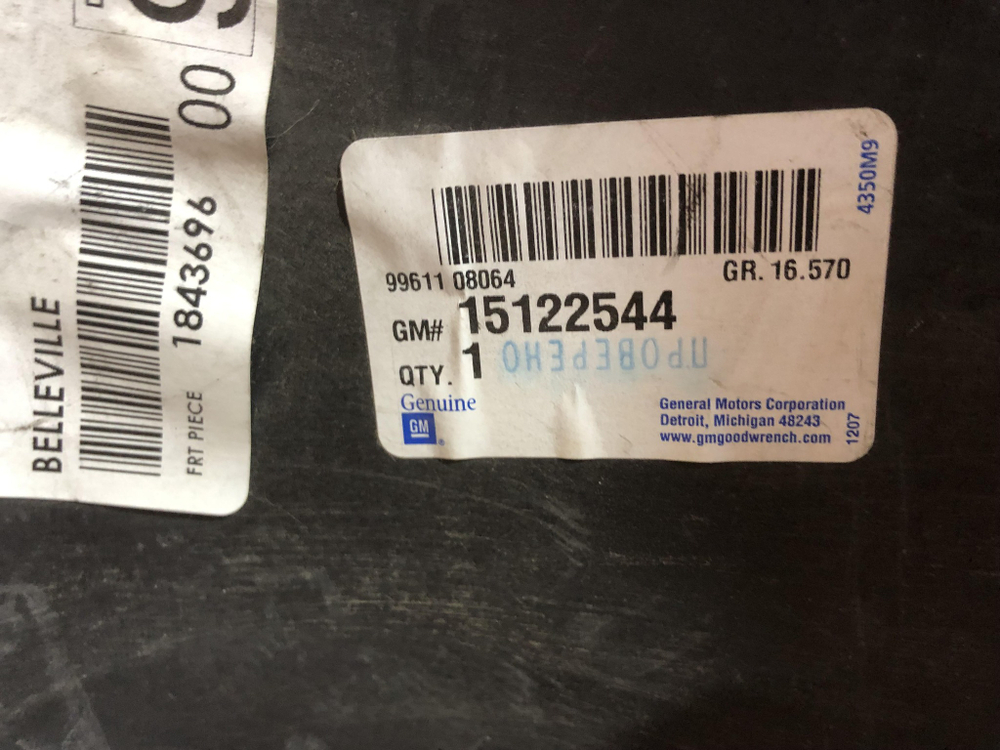 BELLEVILLE
FRT PIECE 1843696 00
4350M9
99611 08064
GR. 16.570
GM# 15122544
QTY. 1
ПРОВЕРЕНО
Genuine
GM
General Motors Corporation
Detroit, Michigan 48243
www.gmgoodwrench.com
1207